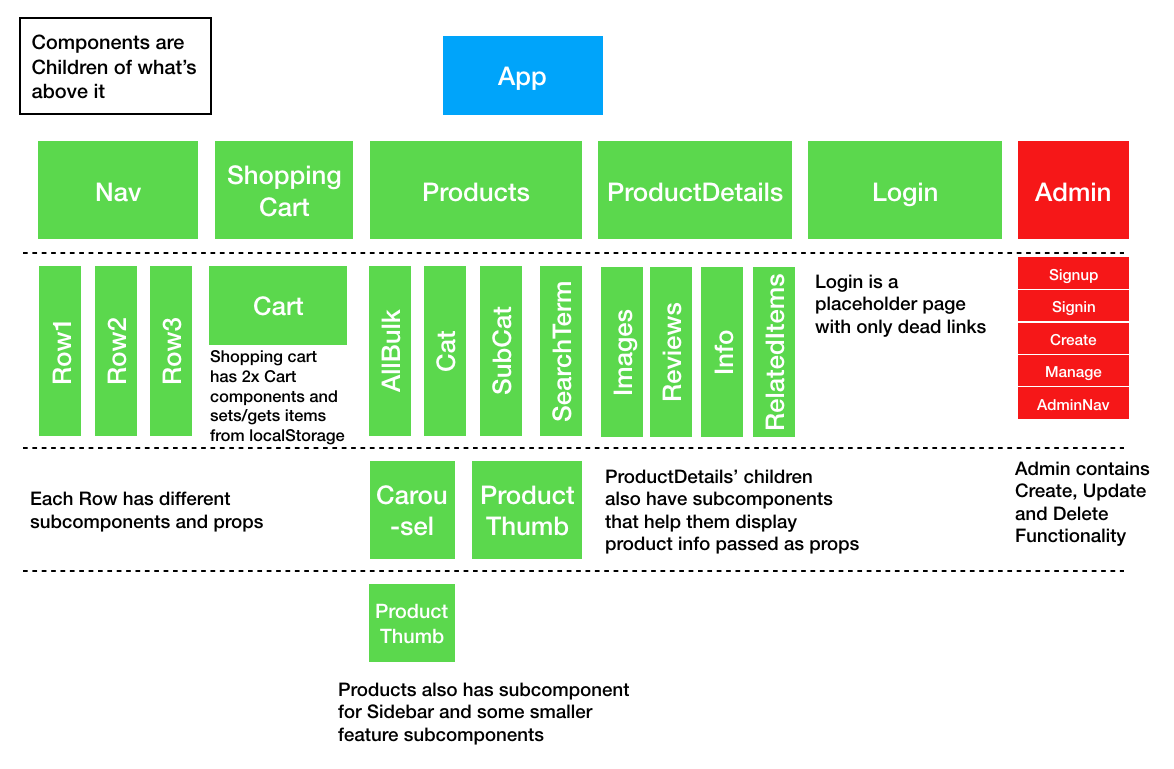 Components are
Children of what's
above it
App
Nav
Shopping
Cart
Products
ProductDetails
Login
Admin
Row1
Row2
Row3
Cart
Shopping cart
has 2x Cart
components and
sets/gets items
from localStorage
AllBulk
Cat
SubCat
SearchTerm
Images
Reviews
Info
RelatedItems
Login is a
placeholder page
with only dead links
Signup
Signin
Create
Manage
AdminNav
Each Row has different
subcomponents and props
Carou
-sel
Product
Thumb
ProductDetails' children
also have subcomponents
that help them display
product info passed as props
Admin contains
Create, Update
and Delete
Functionality
Product
Thumb
Products also has subcomponent
for Sidebar and some smaller
feature subcomponents